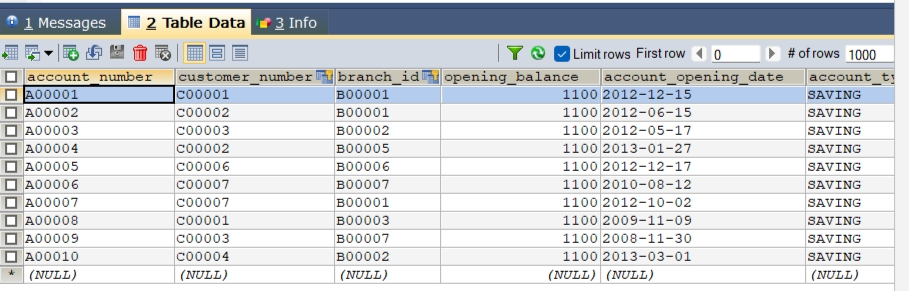 1 Messages 2 Table Data 3 Info
Limit rows First row 0 # of rows 1000
account_number customer_number branch_id opening_balance account_opening_date account_ty
A00001 C00001 B00001 1100 2012-12-15 SAVING
A00002 C00002 B00001 1100 2012-06-15 SAVING
A00003 C00003 B00002 1100 2012-05-17 SAVING
A00004 C00002 B00005 1100 2013-01-27 SAVING
A00005 C00006 B00006 1100 2012-12-17 SAVING
A00006 C00007 B00007 1100 2010-08-12 SAVING
A00007 C00007 B00001 1100 2012-10-02 SAVING
A00008 C00001 B00003 1100 2009-11-09 SAVING
A00009 C00003 B00007 1100 2008-11-30 SAVING
A00010 C00004 B00002 1100 2013-03-01 SAVING
* (NULL) (NULL) (NULL) (NULL) (NULL) (NULL)